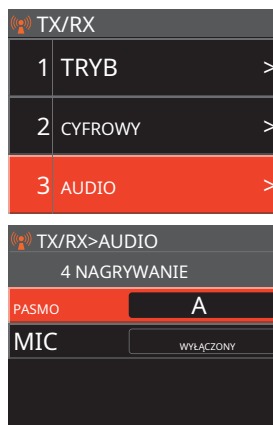 TX/RX
1 TRYB >
2 CYFROWY >
3 AUDIO >
TX/RX>AUDIO
4 NAGRYWANIE
PASMO A
MIC WYŁĄCZONY